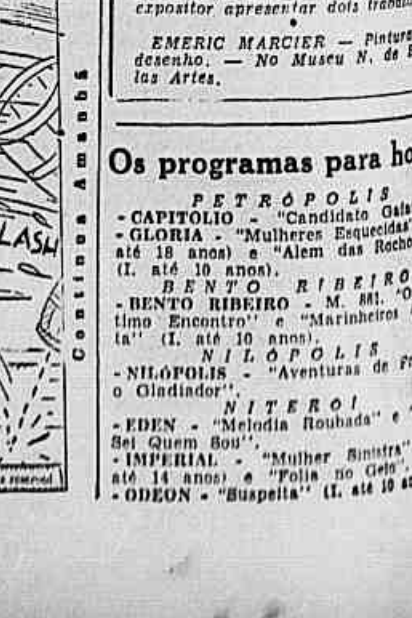 expositor apresentar dois
EMERIC MARCIER — Pintura
desenho. — No Museu N. de
las Artes.
Continua Amanhã
LASH
Os programas para
PETRÓPOLIS
- CAPITOLIO - "Candidato
- GLORIA - "Mulheres Esquecidas"
até 18 anos) e "Alem das
(I. até 10 anos).
BENTO RIBEIRO
- BENTO RIBEIRO - M. 881.
timo Encontro" e "Marinheiros
ta" (I. até 10 anos).
NILÓPOLIS
- NILÓPOLIS - "Aventuras de
o Gladiador".
NITEROI
- EDEN - "Melodia Roubada" e
Sei Quem Sou".
- IMPERIAL - "Mulher Sinistra"
até 14 anos) e "Folia no Gelo".
- ODEON - "Suspeita" (I. até 10